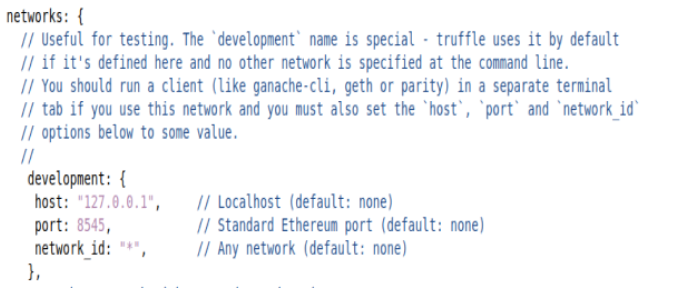 networks: {
// Useful for testing. The `development` name is special - truffle uses it by default
// if it's defined here and no other network is specified at the command line.
// You should run a client (like ganache-cli, geth or parity) in a separate terminal
// tab if you use this network and you must also set the `host`, `port` and `network_id`
// options below to some value.
//
development: {
host: "127.0.0.1", // Localhost (default: none)
port: 8545, // Standard Ethereum port (default: none)
network_id: "*", // Any network (default: none)
},